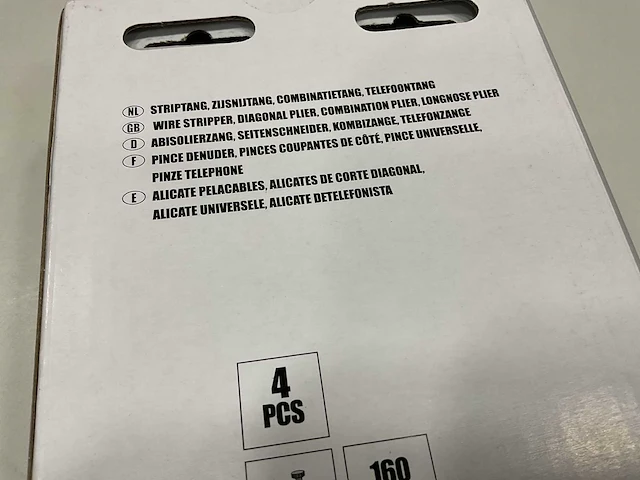 NL STRIPTANG, ZIJSNIJTANG, COMBINATIETANG, TELEFOONTANG
GB WIRE STRIPPER, DIAGONAL PLIER, COMBINATION PLIER, LONGNOSE PLIER
D ABISOLIERZANG, SEITENSCHNEIDER, KOMBIZANGE, TELEFONZANGE
F PINCE DENUDER, PINCES COUPANTES DE CÔTÉ, PINCE UNIVERSELLE,
PINZE TELEPHONE
E ALICATE PELACABLES, ALICATES DE CORTE DIAGONAL,
ALICATE UNIVERSELE, ALICATE DETELEFONISTA
4
PCS
160